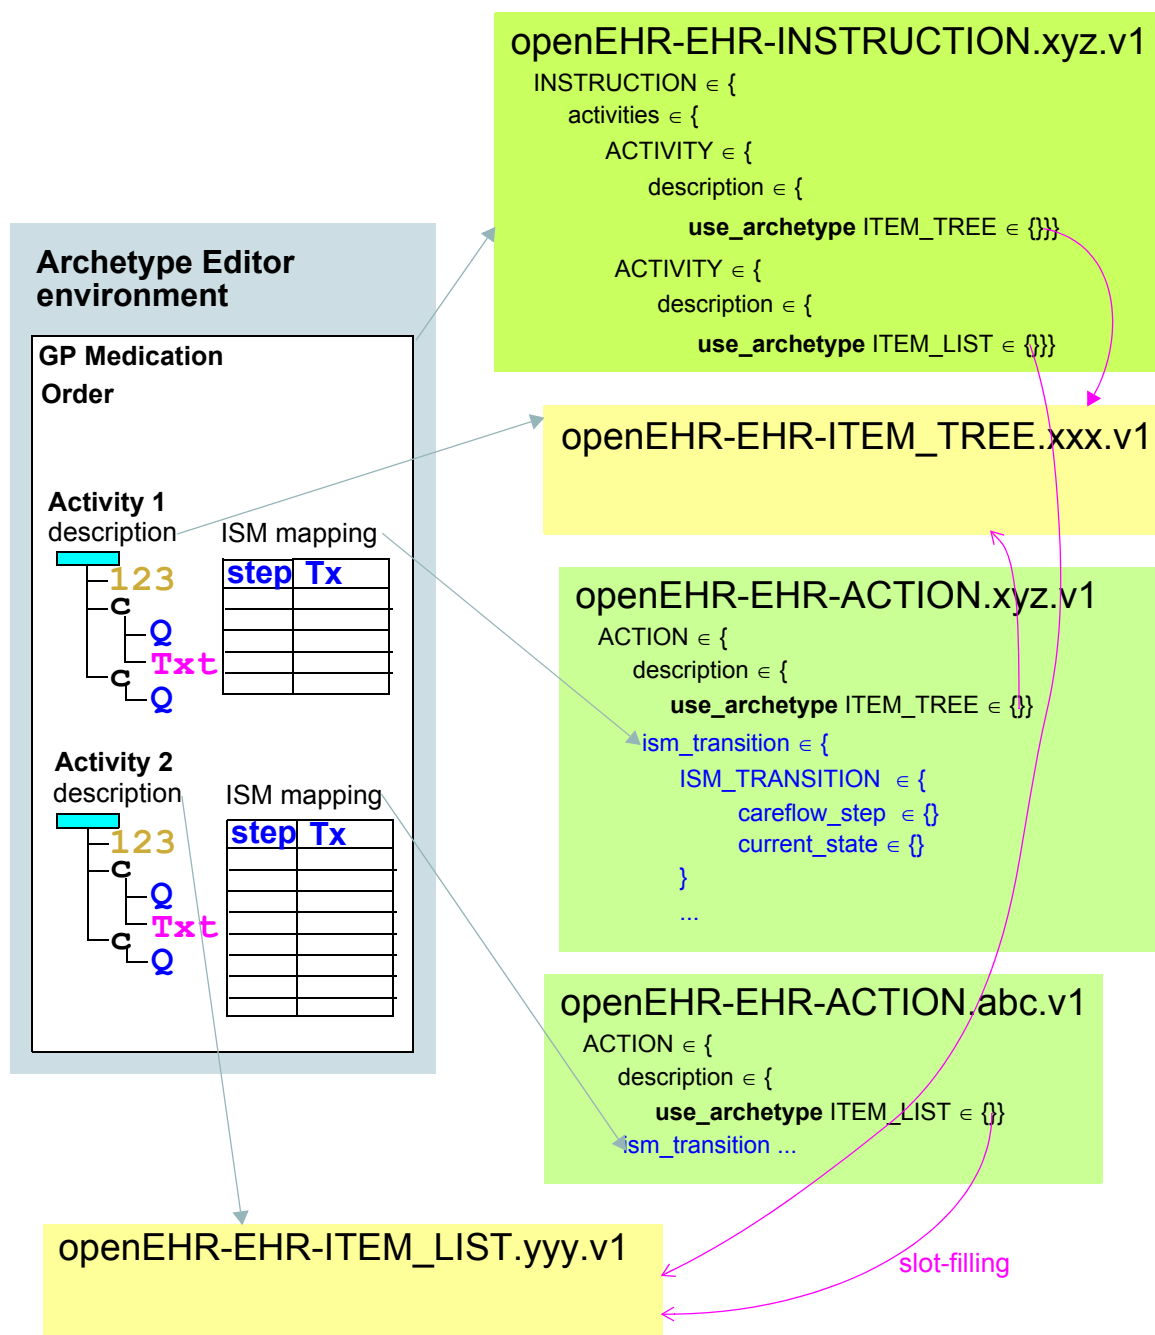 openEHR-EHR-INSTRUCTION.xyz.v1
INSTRUCTION ∈ {
activities ∈ {
ACTIVITY ∈ {
description ∈ {
use_archetype ITEM_TREE ∈ {}}}
ACTIVITY ∈ {
description ∈ {
use_archetype ITEM_LIST ∈ {}}}
Archetype Editor
environment
GP Medication
Order
Activity 1
description
ISM mapping
123
C
Q
Txt
C
Q
step Tx
Activity 2
description
ISM mapping
123
C
Q
Txt
C
Q
step Tx
openEHR-EHR-ITEM_TREE.xxx.v1
openEHR-EHR-ACTION.xyz.v1
ACTION ∈ {
description ∈ {
use_archetype ITEM_TREE ∈ {}}
ism_transition ∈ {
ISM_TRANSITION ∈ {
careflow_step ∈ {}
current_state ∈ {}
}
...
openEHR-EHR-ACTION.abc.v1
ACTION ∈ {
description ∈ {
use_archetype ITEM_LIST ∈ {}}
ism_transition ...
openEHR-EHR-ITEM_LIST.yyy.v1
slot-filling